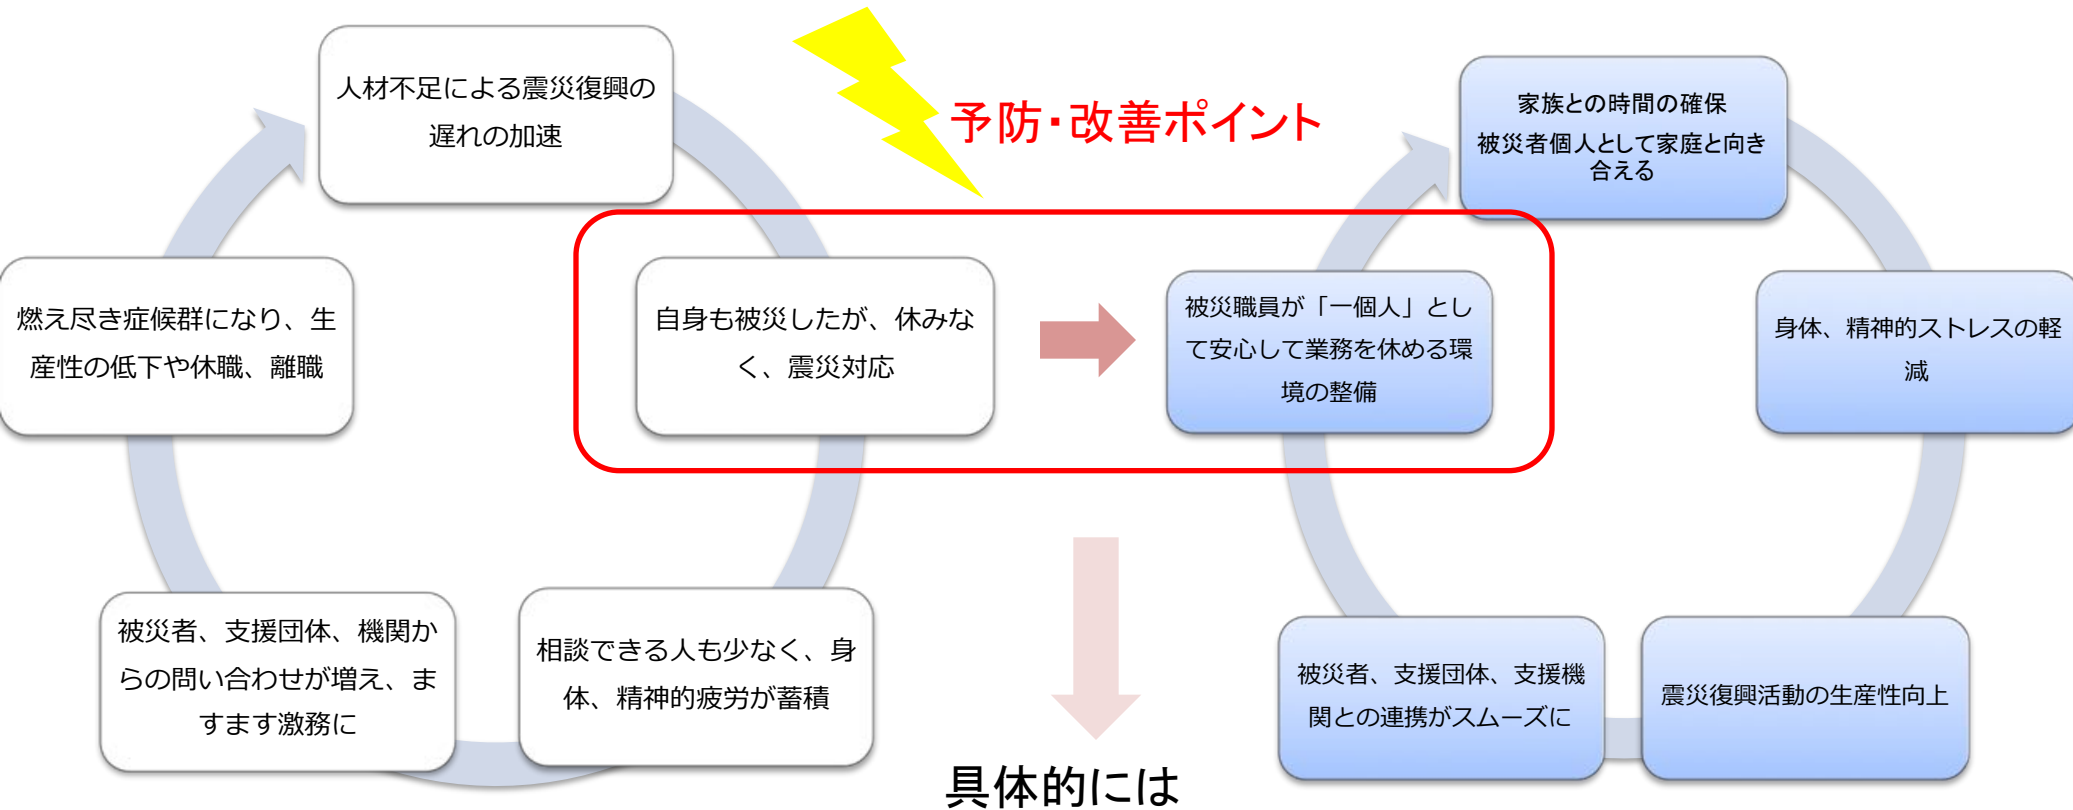 人材不足による震災復興の
遅れの加速
予防・改善ポイント
自身も被災したが、休みな
く、震災対応
相談できる人も少なく、身
体、精神的疲労が蓄積
被災者、支援団体、機関か
らの問い合わせが増え、ま
すます激務に
燃え尽き症候群になり、生
産性の低下や休職、離職
家族との時間の確保
被災者個人として家庭と向き
合える
身体、精神的ストレスの軽
減
震災復興活動の生産性向上
被災者、支援団体、支援機
関との連携がスムーズに
被災職員が「一個人」とし
て安心して業務を休める環
境の整備
具体的には